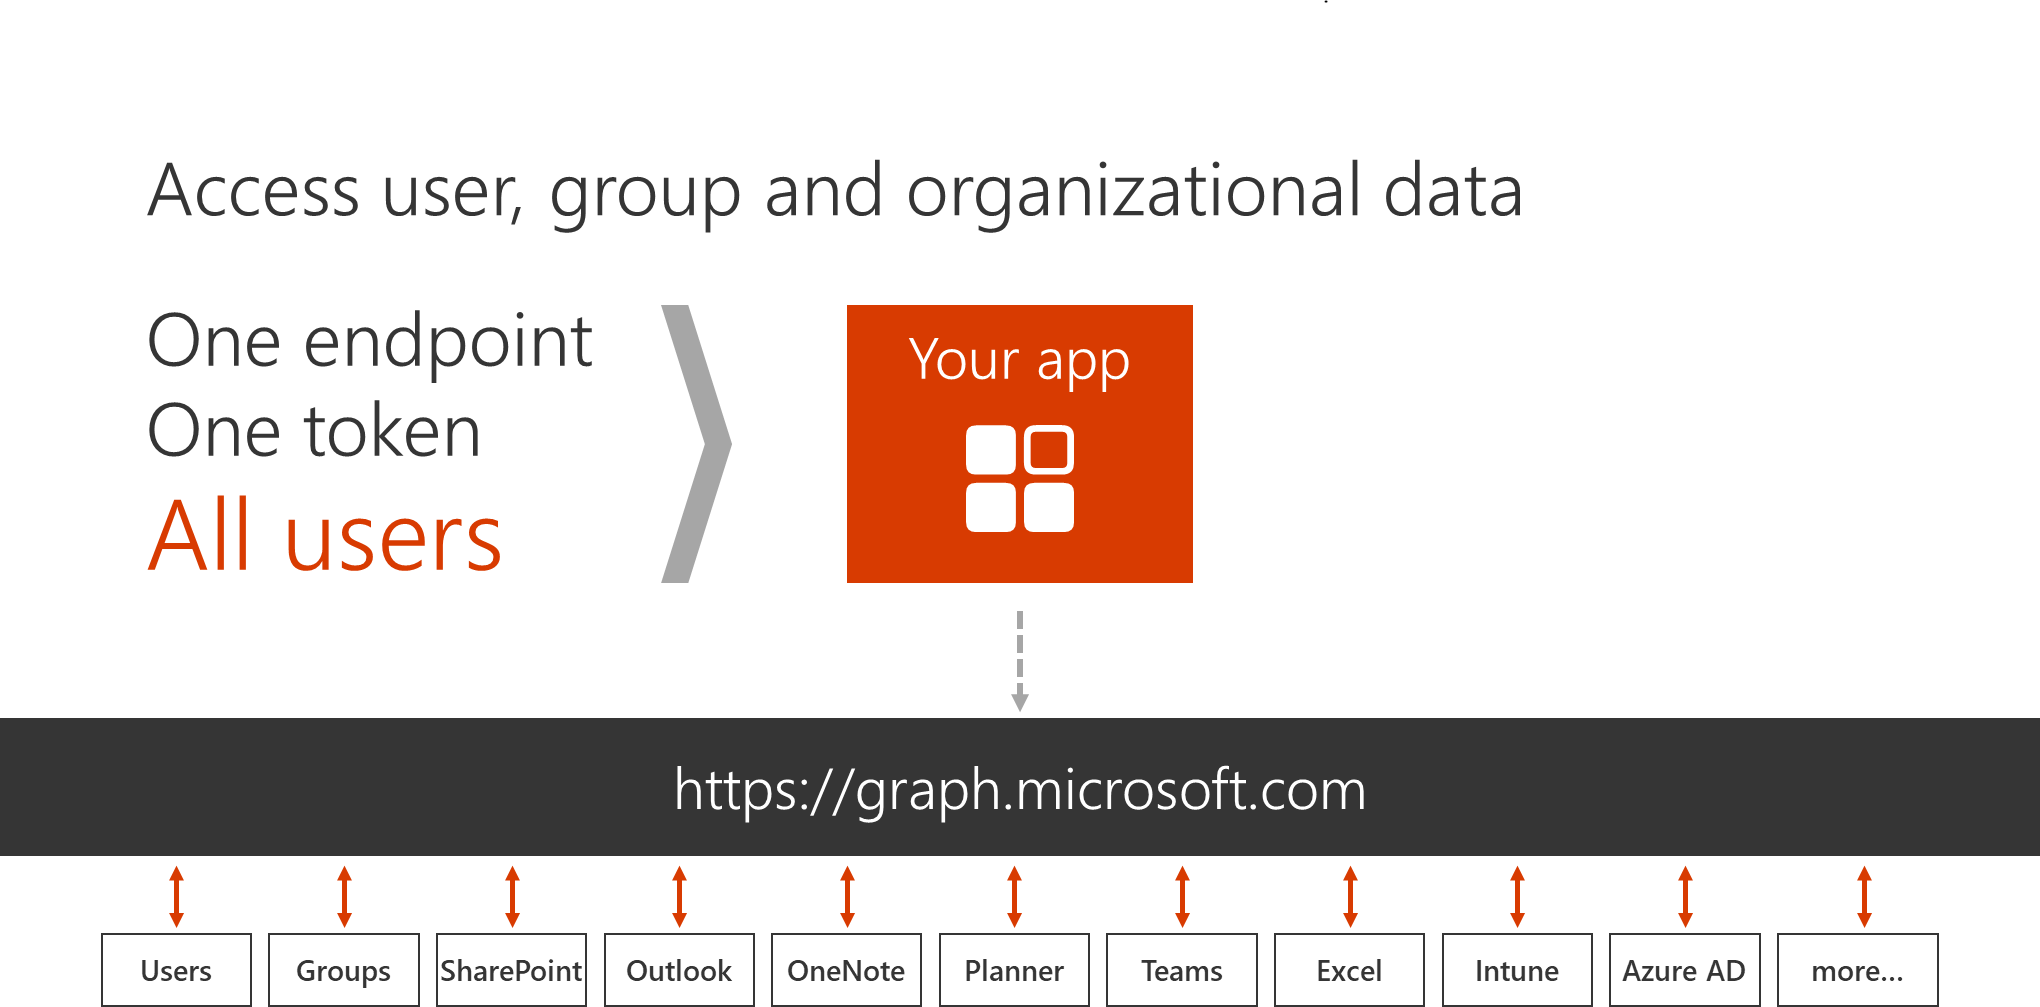 Access user, group and organizational data
One endpoint
One token
All users
Your app
https://graph.microsoft.com
Users
Groups
SharePoint
Outlook
OneNote
Planner
Teams
Excel
Intune
Azure AD
more...